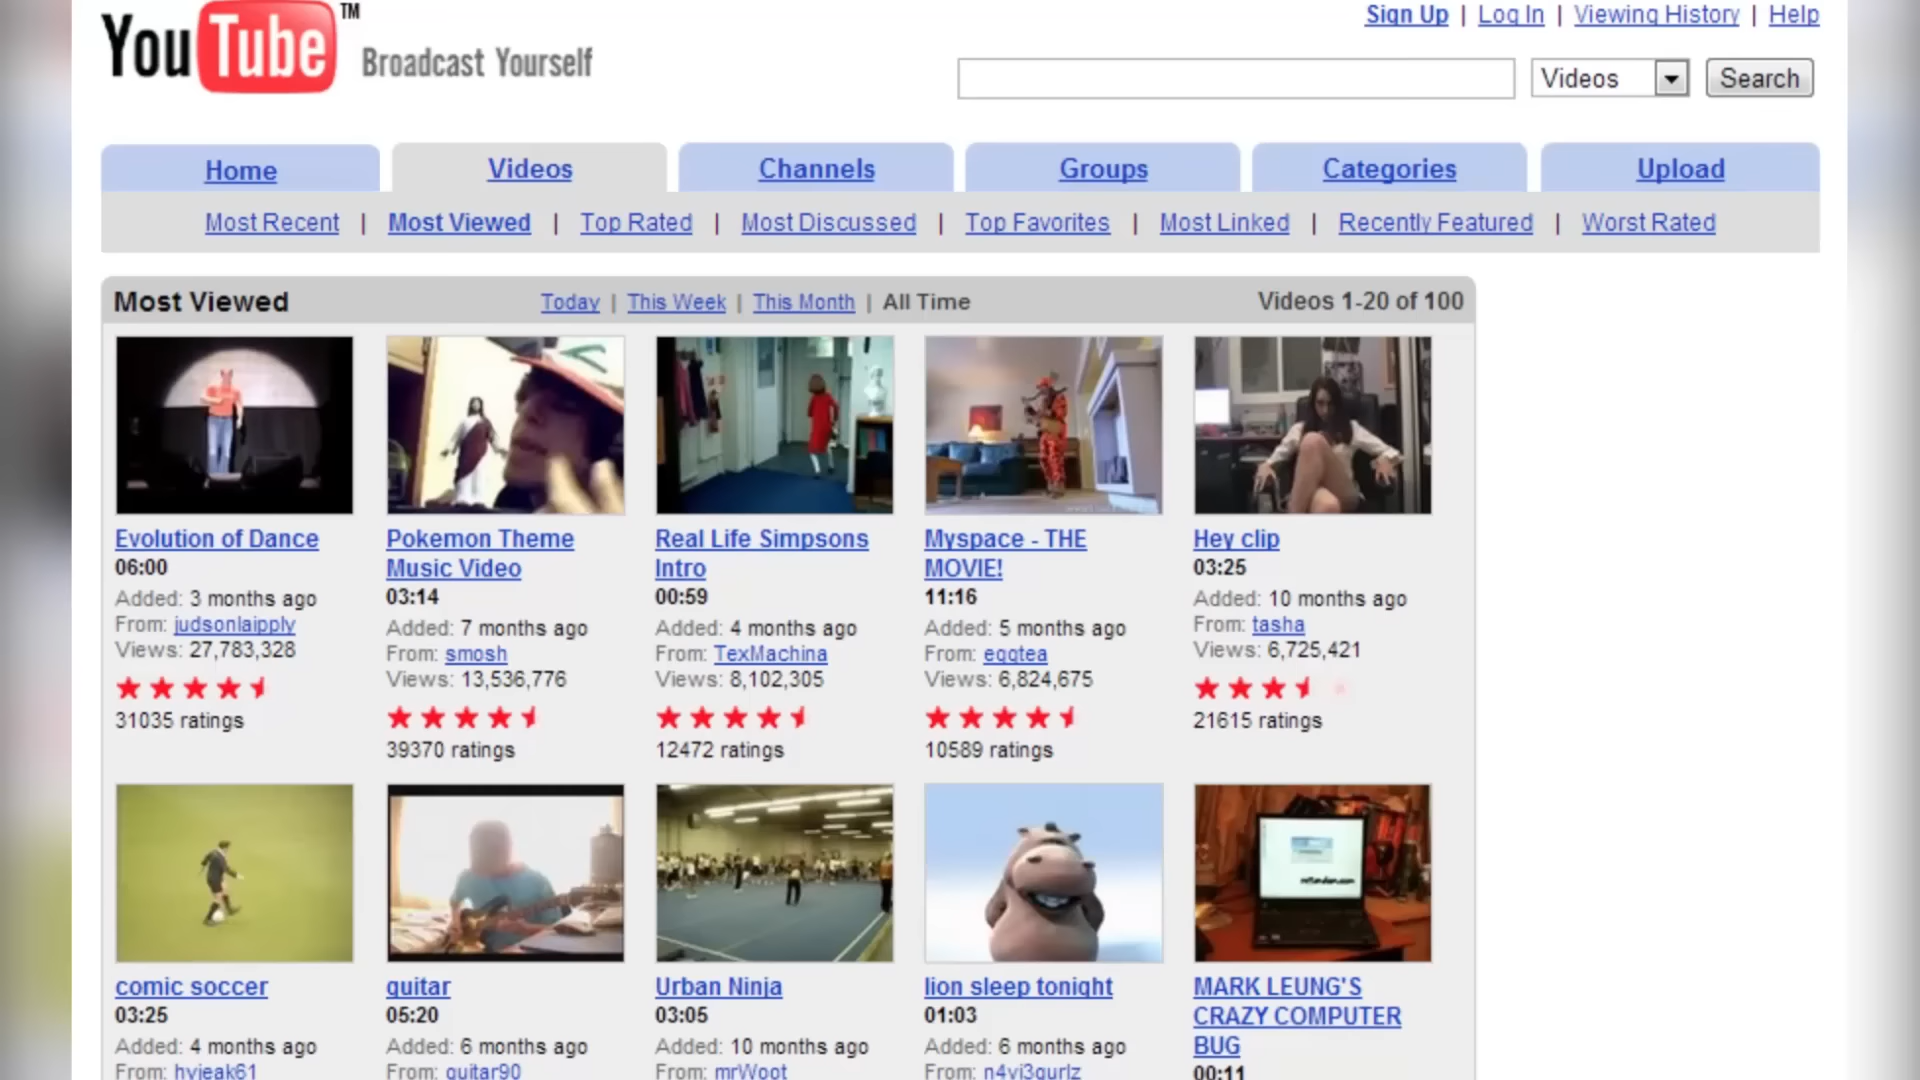 YouTube™ Broadcast Yourself
Sign Up | Log In | Viewing History | Help
Videos Search
Home Videos Channels Groups Categories Upload
Most Recent | Most Viewed | Top Rated | Most Discussed | Top Favorites | Most Linked | Recently Featured | Worst Rated
Most Viewed Today | This Week | This Month | All Time Videos 1-20 of 100
Evolution of Dance
06:00
Added: 3 months ago
From: judsonlaipply
Views: 27,783,328
31035 ratings
Pokemon Theme
Music Video
03:14
Added: 7 months ago
From: smosh
Views: 13,536,776
39370 ratings
Real Life Simpsons
Intro
00:59
Added: 4 months ago
From: TexMachina
Views: 8,102,305
12472 ratings
Myspace - THE
MOVIE!
11:16
Added: 5 months ago
From: eggtea
Views: 6,824,675
10589 ratings
Hey clip
03:25
Added: 10 months ago
From: tasha
Views: 6,725,421
21615 ratings
comic soccer
03:25
Added: 4 months ago
From: hyjeak61
guitar
05:20
Added: 6 months ago
From: guitar90
Urban Ninja
03:05
Added: 10 months ago
From: mrWoot
lion sleep tonight
01:03
Added: 6 months ago
From: n4vi3gurlz
MARK LEUNG'S
CRAZY COMPUTER
BUG
00:11